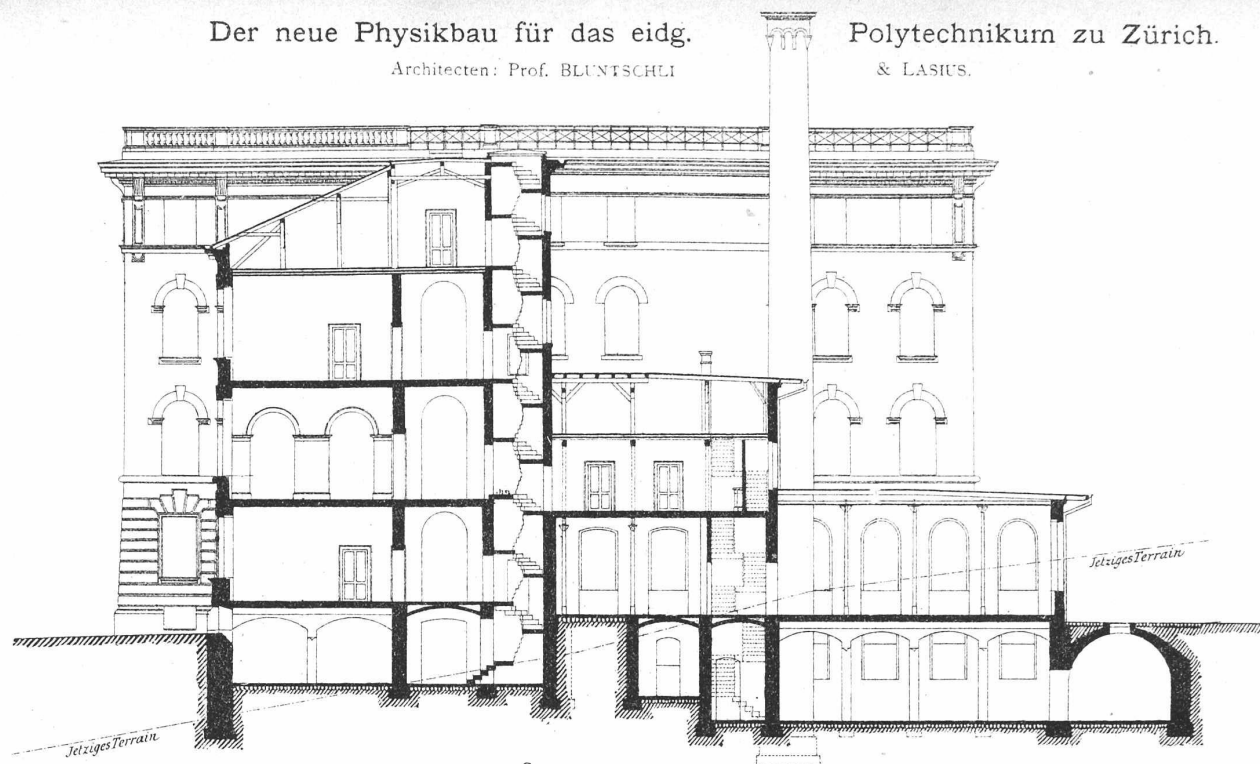 Der neue Physikbau für das eidg. Polytechnikum zu Zürich.
Architecten: Prof. BLUNTSCHLI & LASIUS.
Jetziges Terrain
Jetziges Terrain